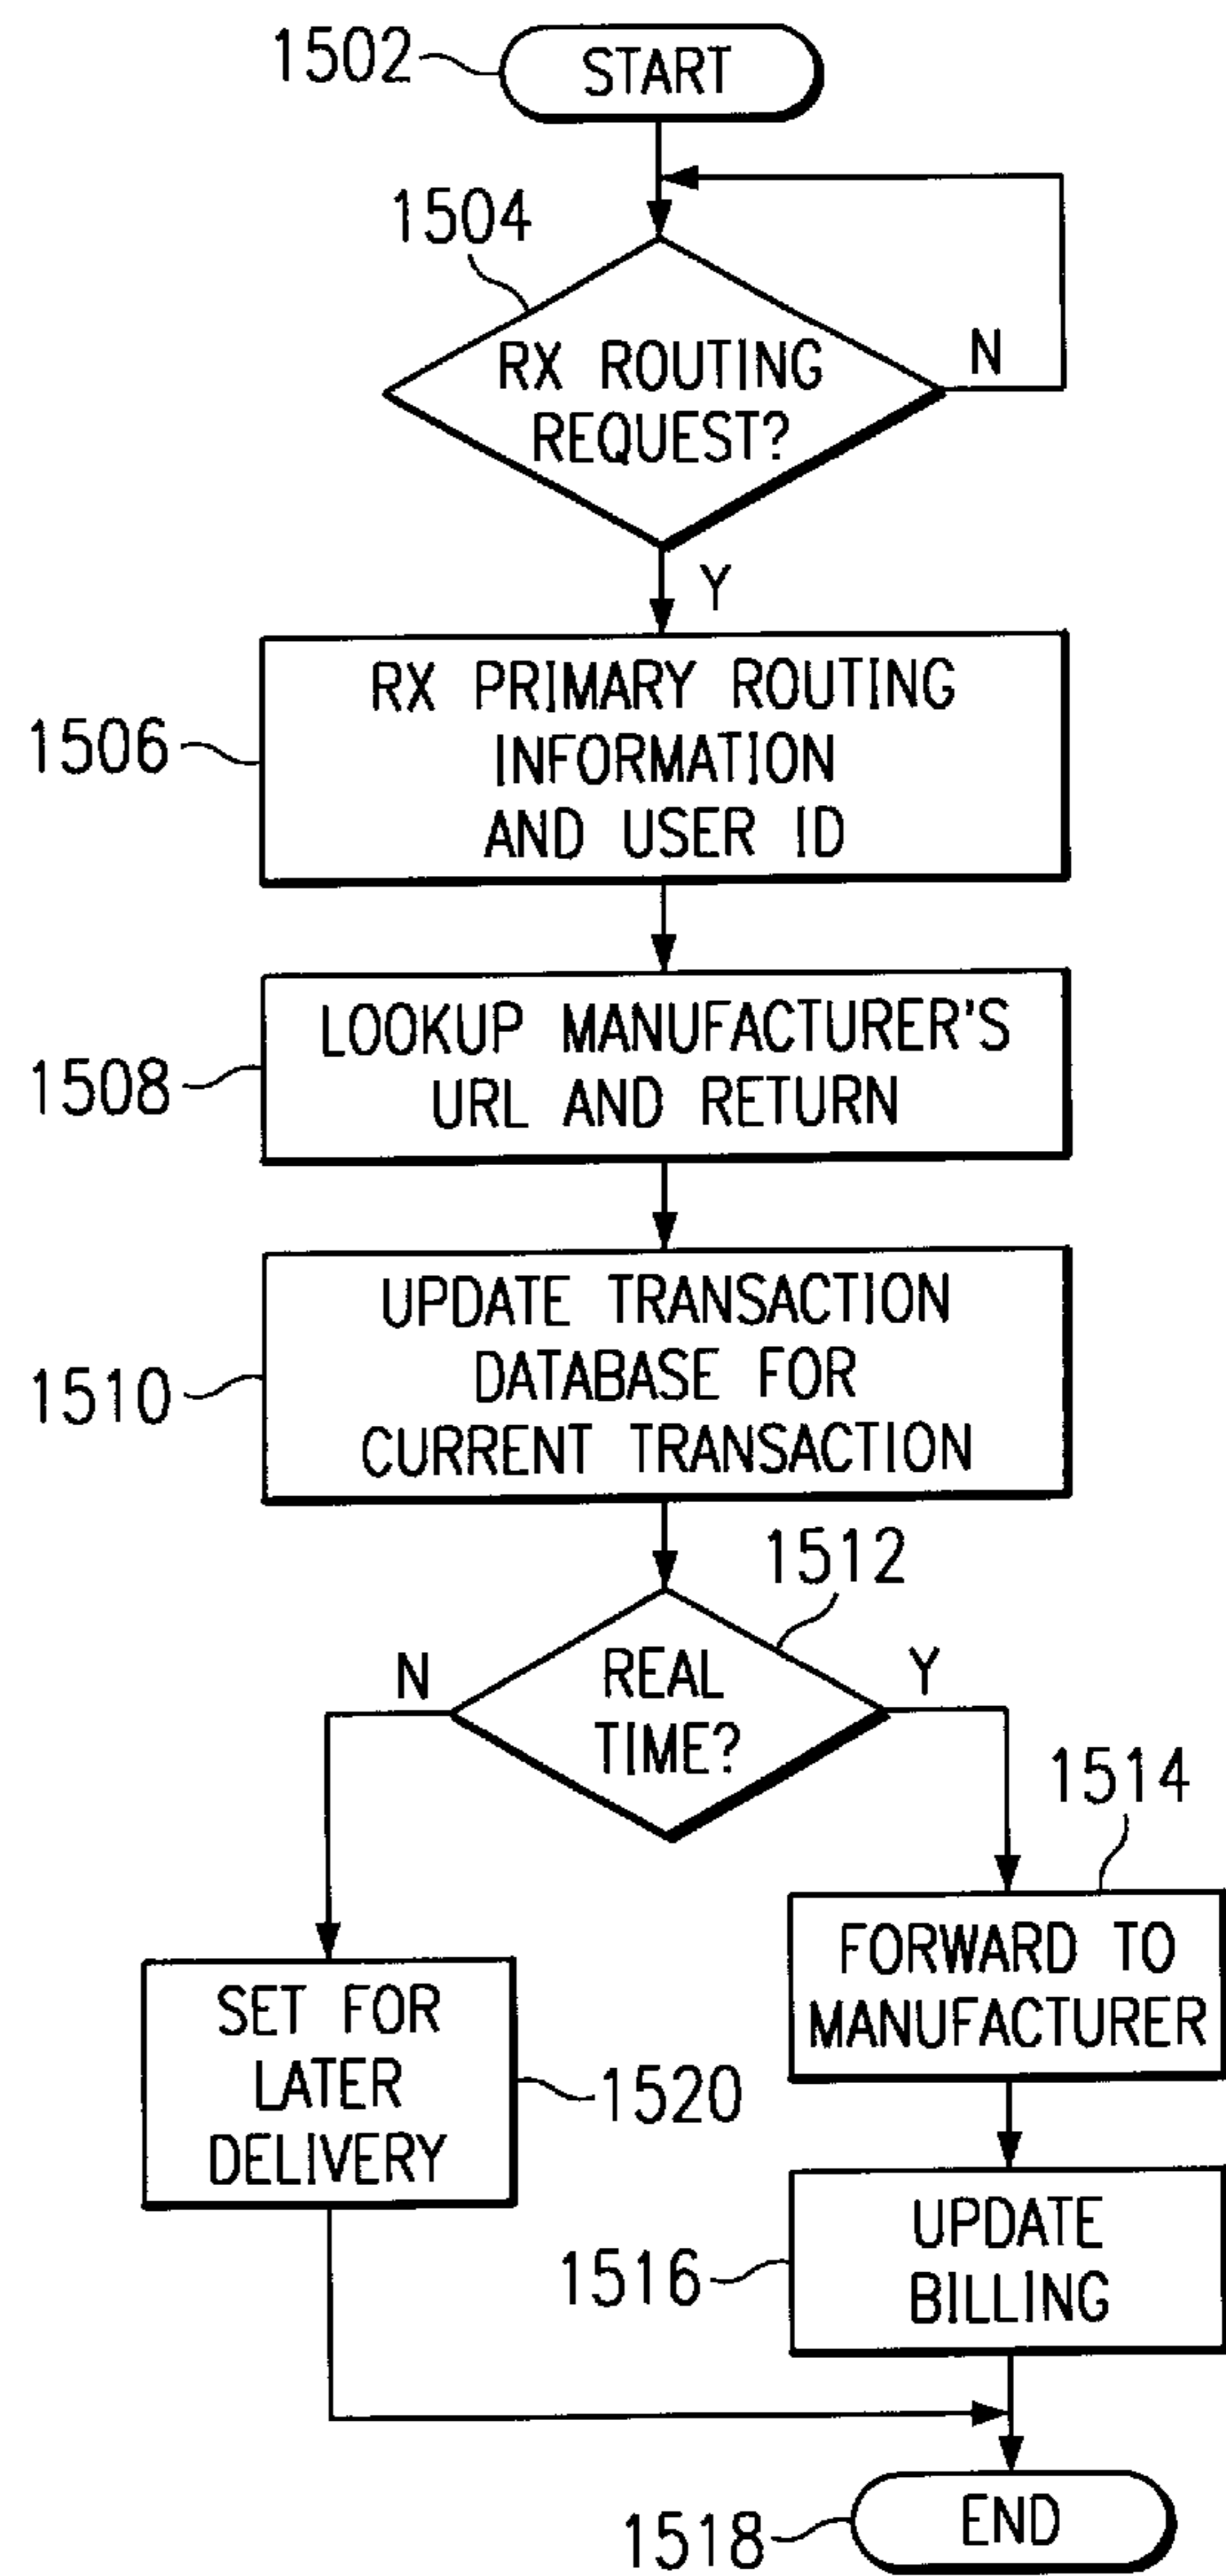 1502
START
1504
RX ROUTING
REQUEST?
N
Y
RX PRIMARY ROUTING
INFORMATION
AND USER ID
1506
LOOKUP MANUFACTURER'S
URL AND RETURN
1508
UPDATE TRANSACTION
DATABASE FOR
CURRENT TRANSACTION
1510
1512
N
REAL
TIME?
Y
1514
FORWARD TO
MANUFACTURER
SET FOR
LATER
DELIVERY
1520
UPDATE
BILLING
1516
END
1518